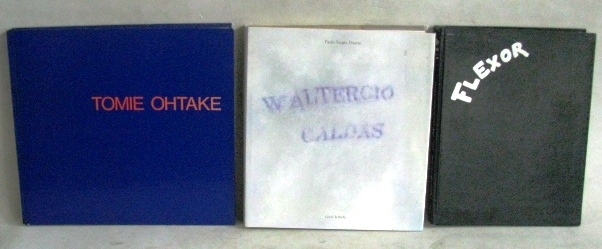 TOMIE OHTAKE
WALTERCIO
CALDAS
FLEXOR